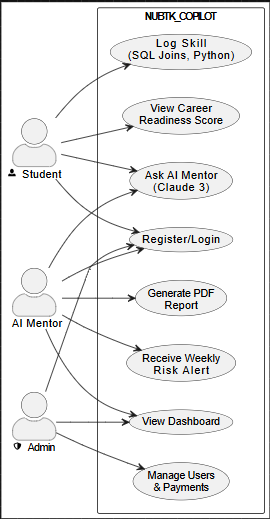 NUBTK_COPILOT
Log Skill
(SQL Joins, Python)
View Career
Readiness Score
Student
Ask AI Mentor
(Claude 3)
Register/Login
AI Mentor
Generate PDF
Report
Receive Weekly
Risk Alert
Admin
View Dashboard
Manage Users
& Payments